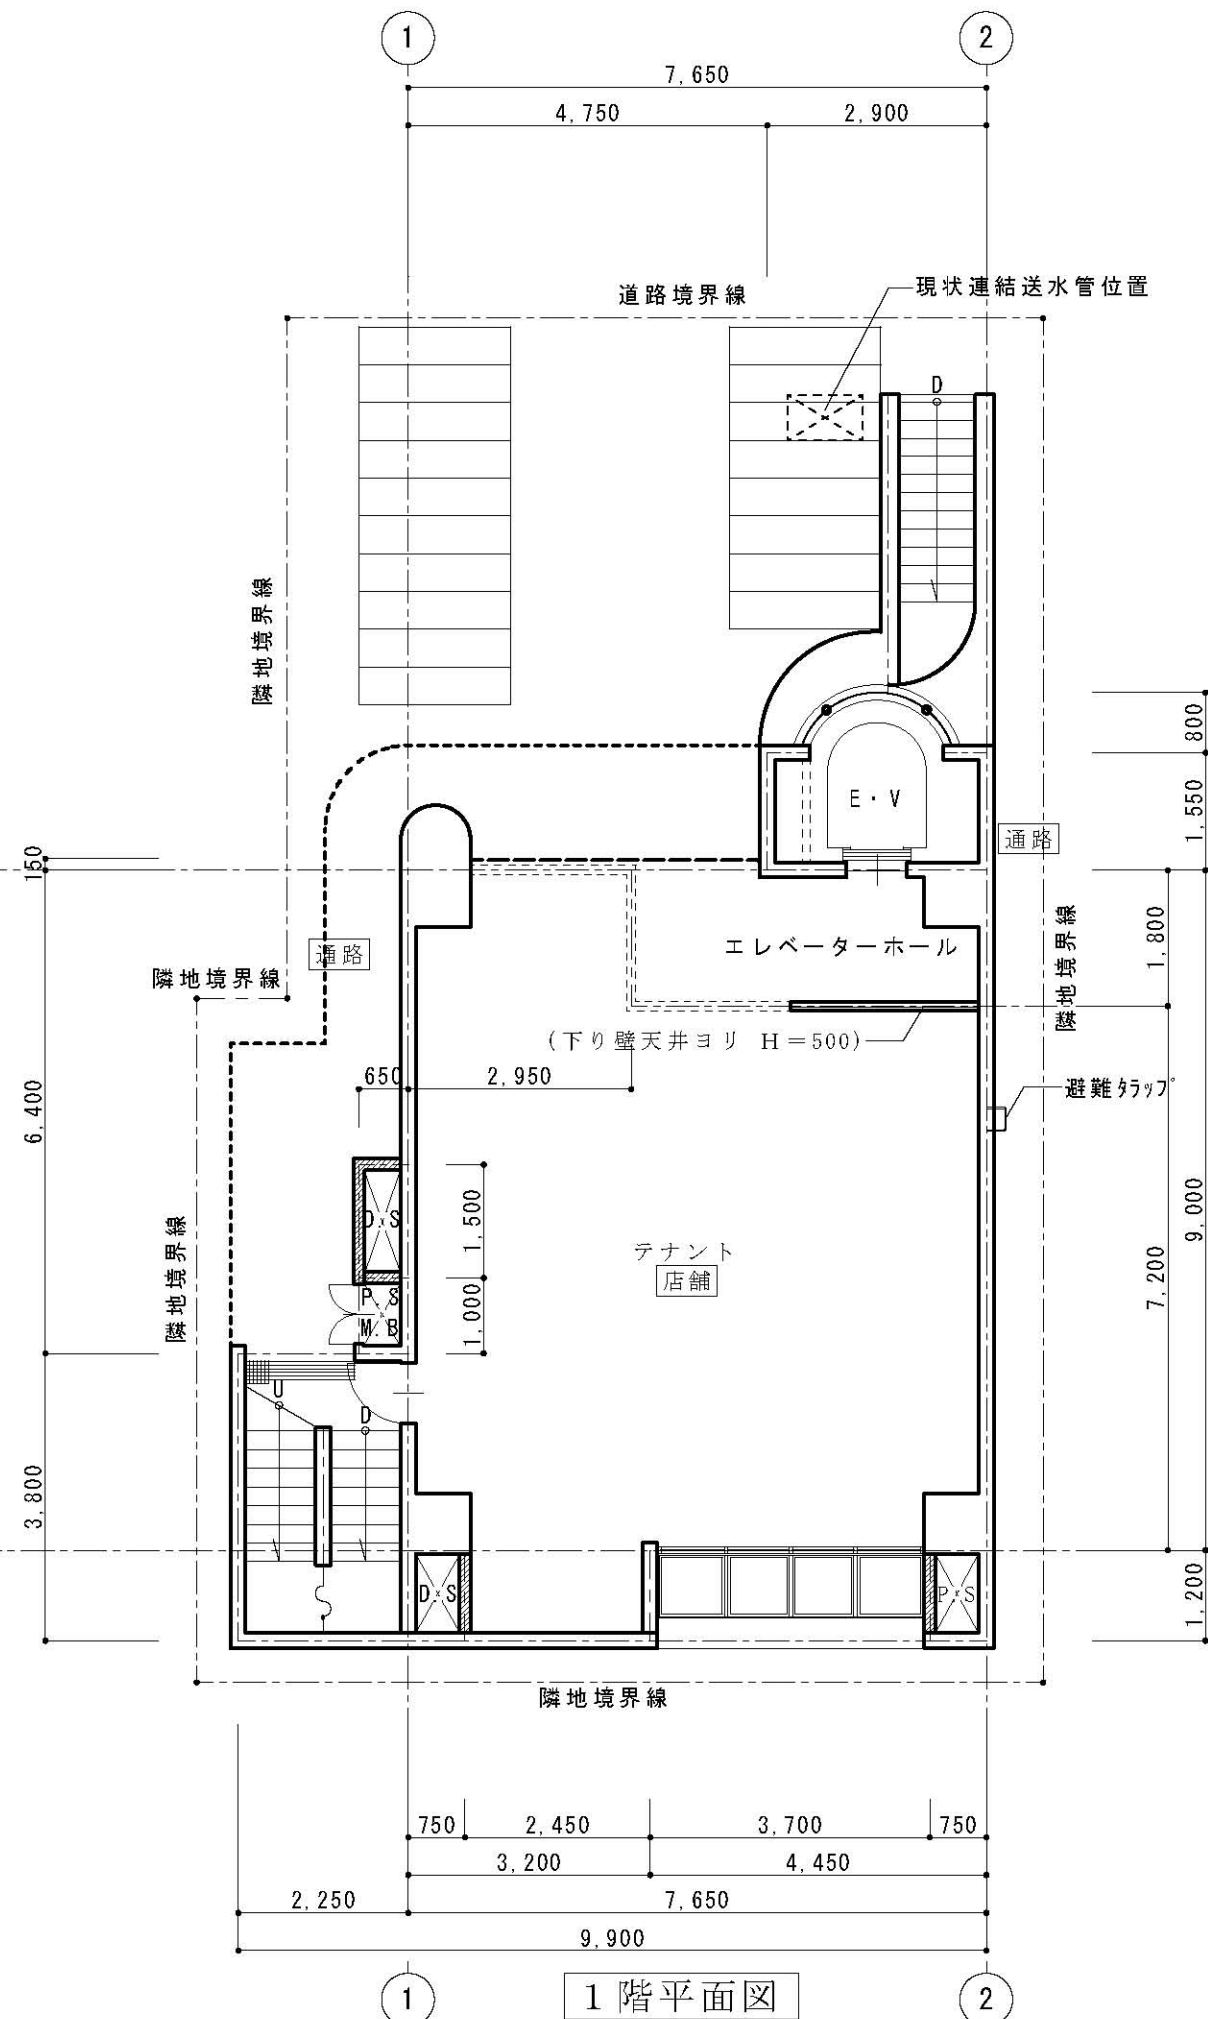 1
2
7,650
4,750
2,900
道路境界線
現状連結送水管位置
D
隣地境界線
800
E・V
1,550
通路
150
エレベーターホール
1,800
隣地境界線
通路
隣地境界線
(下り壁天井ヨリ H=500)
650
2,950
避難タラップ
6,400
D.S
1,500
テナント
店舗
9,000
7,200
隣地境界線
P.S
M.B
1,000
U
D
3,800
D×S
P×S
1,200
隣地境界線
750
2,450
3,700
750
3,200
4,450
2,250
7,650
9,900
1
1階平面図
2